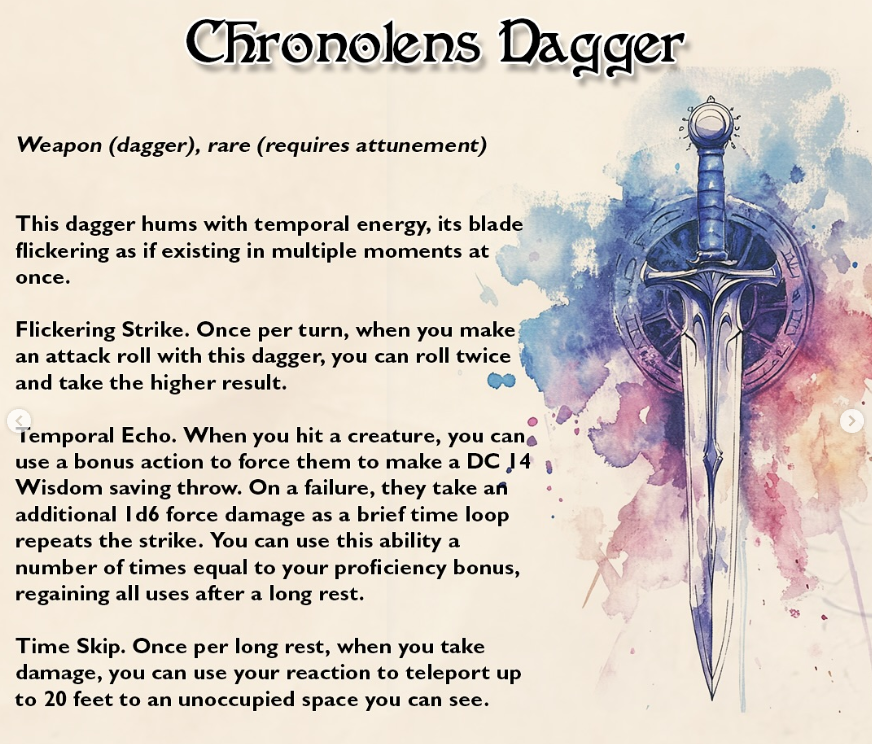 Chronolens Dagger
Weapon (dagger), rare (requires attunement)
This dagger hums with temporal energy, its blade
flickering as if existing in multiple moments at
once.
Flickering Strike. Once per turn, when you make
an attack roll with this dagger, you can roll twice
and take the higher result.
Temporal Echo. When you hit a creature, you can
use a bonus action to force them to make a DC 14
Wisdom saving throw. On a failure, they take an
additional 1d6 force damage as a brief time loop
repeats the strike. You can use this ability a
number of times equal to your proficiency bonus,
regaining all uses after a long rest.
Time Skip. Once per long rest, when you take
damage, you can use your reaction to teleport up
to 20 feet to an unoccupied space you can see.